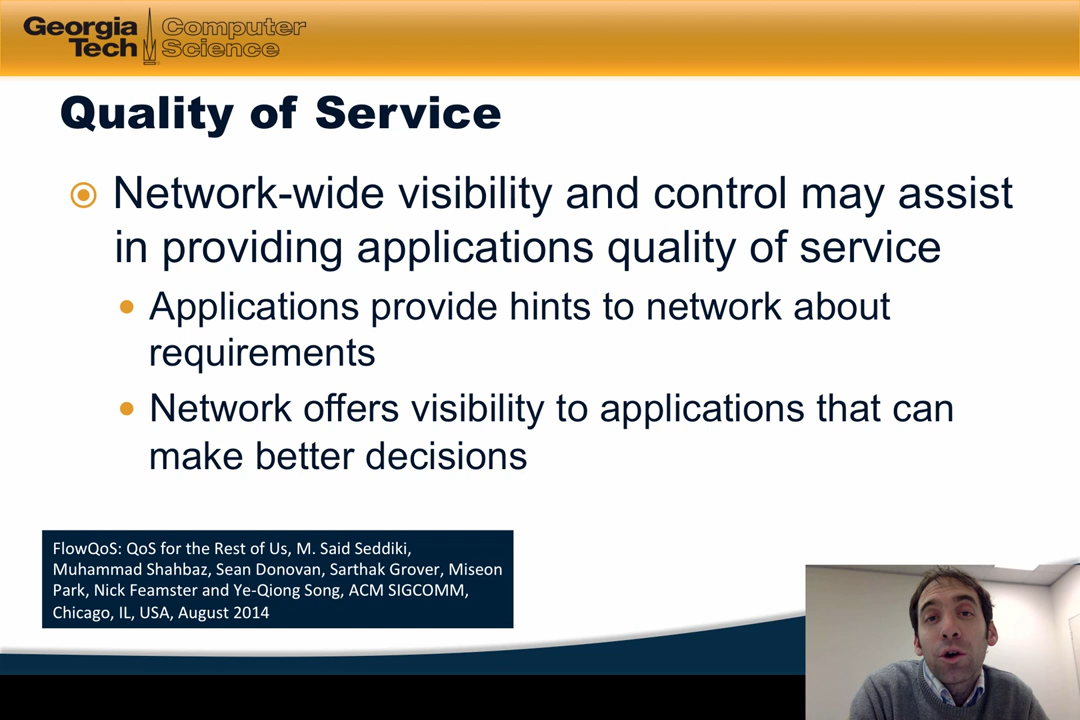 Georgia Tech
Computer Science
Quality of Service
Network-wide visibility and control may assist
in providing applications quality of service
Applications provide hints to network about
requirements
Network offers visibility to applications that can
make better decisions
FlowQoS: QoS for the Rest of Us, M. Said Seddiki,
Muhammad Shahbaz, Sean Donovan, Sarthak Grover, Miseon
Park, Nick Feamster and Ye-Qiong Song, ACM SIGCOMM,
Chicago, IL, USA, August 2014